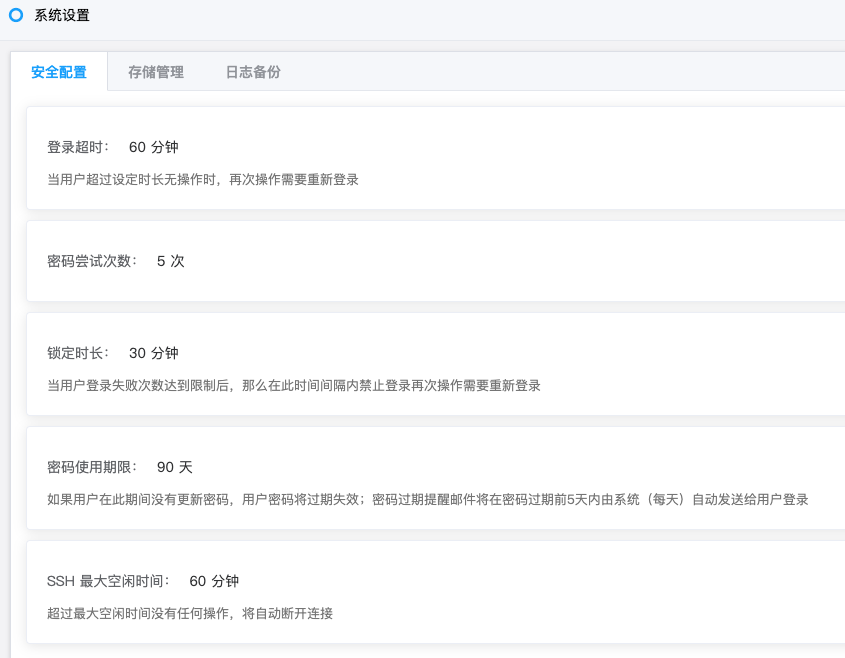 系统设置
安全配置 存储管理 日志备份
登录超时： 60 分钟
当用户超过设定时长无操作时，再次操作需要重新登录
密码尝试次数： 5 次
锁定时长： 30 分钟
当用户登录失败次数达到限制后，那么在此时间间隔内禁止登录再次操作需要重新登录
密码使用期限： 90 天
如果用户在此期间没有更新密码，用户密码将过期失效；密码过期提醒邮件将在密码过期前5天内由系统（每天）自动发送给用户登录
SSH 最大空闲时间： 60 分钟
超过最大空闲时间没有任何操作，将自动断开连接